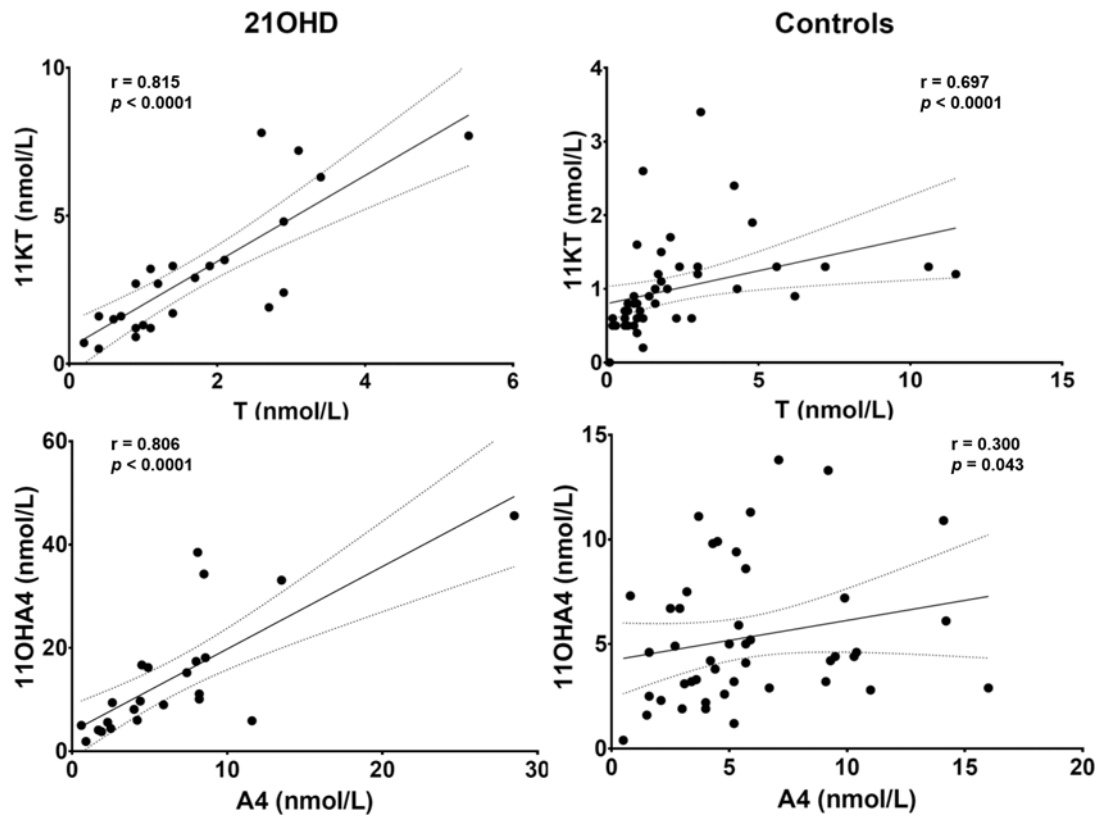 21OHD
Controls
r = 0.815
p < 0.0001
11KT (nmol/L)
10
5
0
0 2 4 6
T (nmol/L)
r = 0.697
p < 0.0001
11KT (nmol/L)
4
3
2
1
0
0 5 10 15
T (nmol/L)
r = 0.806
p < 0.0001
11OHA4 (nmol/L)
60
40
20
0
0 10 20 30
A4 (nmol/L)
r = 0.300
p = 0.043
11OHA4 (nmol/L)
15
10
5
0
0 5 10 15 20
A4 (nmol/L)